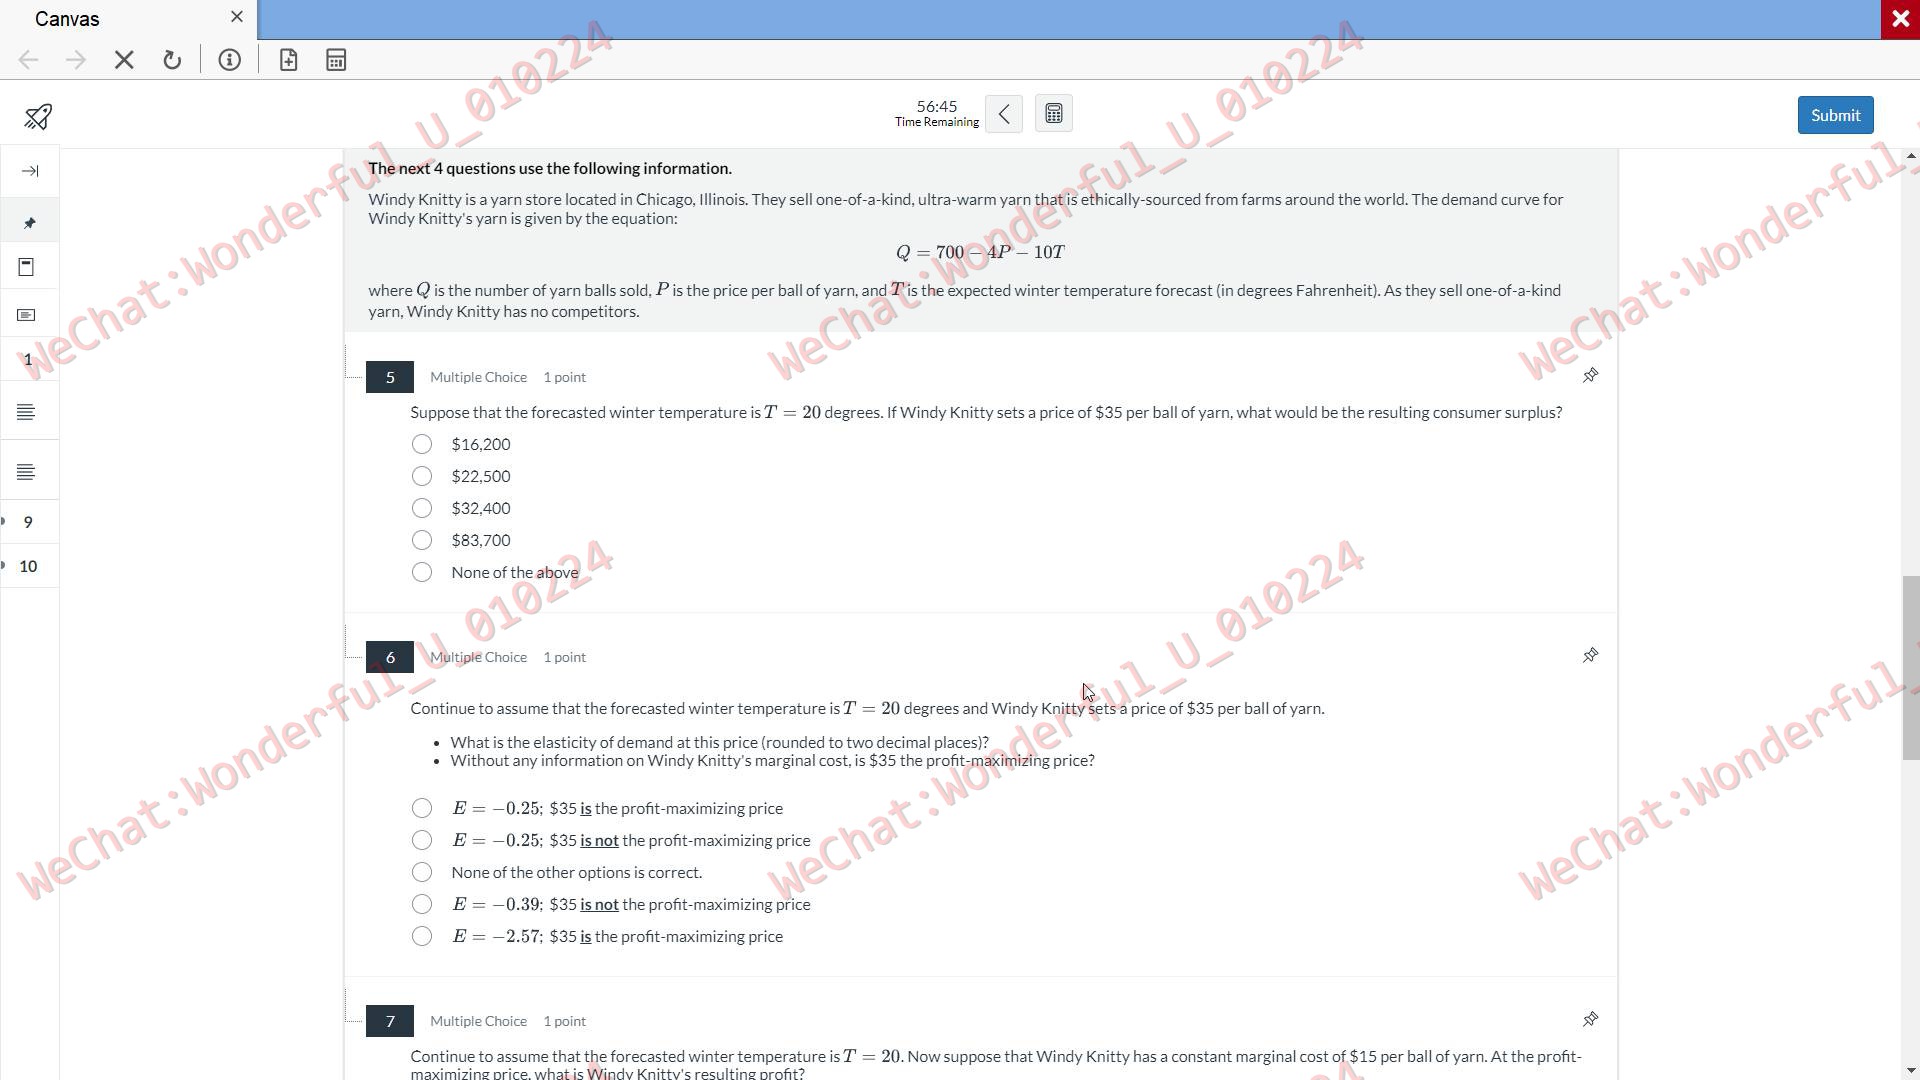 Canvas
56:45
Time Remaining
Submit
The next 4 questions use the following information.
Windy Knitty is a yarn store located in Chicago, Illinois. They sell one-of-a-kind, ultra-warm yarn that is ethically-sourced from farms around the world. The demand curve for
Windy Knitty's yarn is given by the equation:
Q = 700 − 4P − 10T
where Q is the number of yarn balls sold, P is the price per ball of yarn, and T is the expected winter temperature forecast (in degrees Fahrenheit). As they sell one-of-a-kind
yarn, Windy Knitty has no competitors.
1
9
10
5 Multiple Choice 1 point
Suppose that the forecasted winter temperature is T = 20 degrees. If Windy Knitty sets a price of $35 per ball of yarn, what would be the resulting consumer surplus?
$16,200
$22,500
$32,400
$83,700
None of the above
6 Multiple Choice 1 point
Continue to assume that the forecasted winter temperature is T = 20 degrees and Windy Knitty sets a price of $35 per ball of yarn.
• What is the elasticity of demand at this price (rounded to two decimal places)?
• Without any information on Windy Knitty's marginal cost, is $35 the profit-maximizing price?
E = −0.25; $35 is the profit-maximizing price
E = −0.25; $35 is not the profit-maximizing price
None of the other options is correct.
E = −0.39; $35 is not the profit-maximizing price
E = −2.57; $35 is the profit-maximizing price
7 Multiple Choice 1 point
Continue to assume that the forecasted winter temperature is T = 20. Now suppose that Windy Knitty has a constant marginal cost of $15 per ball of yarn. At the profit-
maximizing price, what is Windy Knitty's resulting profit?
WeChat:Wonderful_U_010224
WeChat:Wonderful_U_010224
WeChat:Wonderful_
WeChat:Wonderful_U_010224
WeChat:Wonderful_U_010224
WeChat:Wonderful_